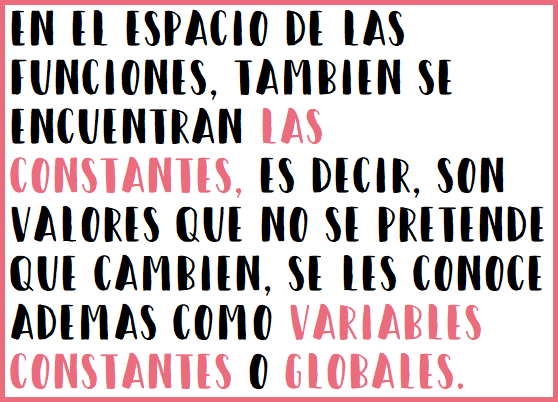 EN EL ESPACIO DE LAS
FUNCIONES, TAMBIEN SE
ENCUENTRAN LAS
CONSTANTES, ES DECIR, SON
VALORES QUE NO SE PRETENDE
QUE CAMBIEN, SE LES CONOCE
ADEMAS COMO VARIABLES
CONSTANTES O GLOBALES.